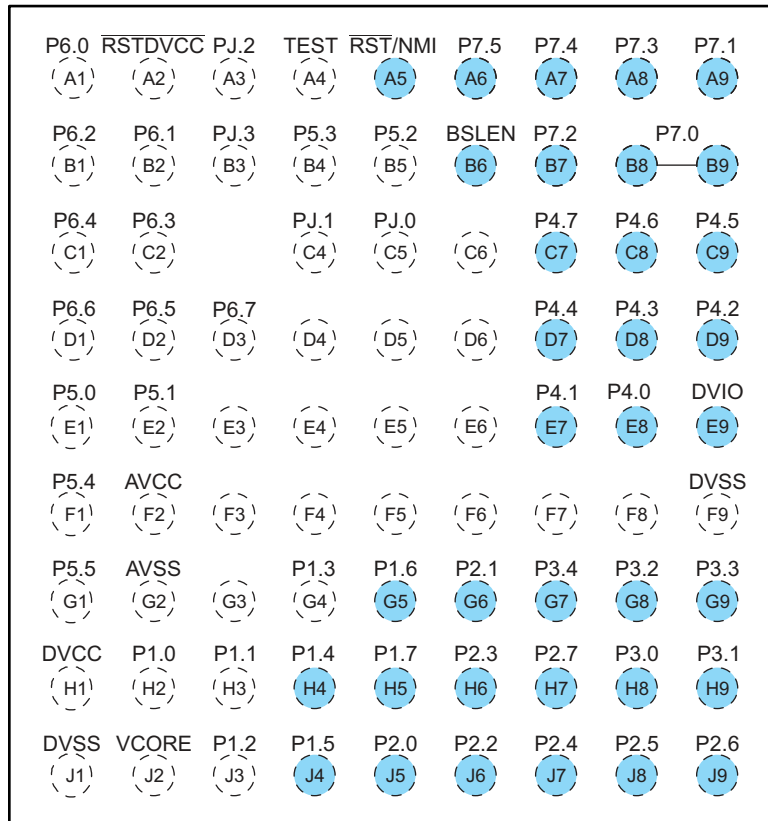 P6.0 RSTDVCC PJ.2 TEST RST/NMI P7.5 P7.4 P7.3 P7.1
A1 A2 A3 A4 A5 A6 A7 A8 A9
P6.2 P6.1 PJ.3 P5.3 P5.2 BSLEN P7.2 P7.0
B1 B2 B3 B4 B5 B6 B7 B8 B9
P6.4 P6.3 PJ.1 PJ.0 P4.7 P4.6 P4.5
C1 C2 C4 C5 C6 C7 C8 C9
P6.6 P6.5 P6.7 P4.4 P4.3 P4.2
D1 D2 D3 D4 D5 D6 D7 D8 D9
P5.0 P5.1 P4.1 P4.0 DVIO
E1 E2 E3 E4 E5 E6 E7 E8 E9
P5.4 AVCC DVSS
F1 F2 F3 F4 F5 F6 F7 F8 F9
P5.5 AVSS P1.3 P1.6 P2.1 P3.4 P3.2 P3.3
G1 G2 G3 G4 G5 G6 G7 G8 G9
DVCC P1.0 P1.1 P1.4 P1.7 P2.3 P2.7 P3.0 P3.1
H1 H2 H3 H4 H5 H6 H7 H8 H9
DVSS VCORE P1.2 P1.5 P2.0 P2.2 P2.4 P2.5 P2.6
J1 J2 J3 J4 J5 J6 J7 J8 J9